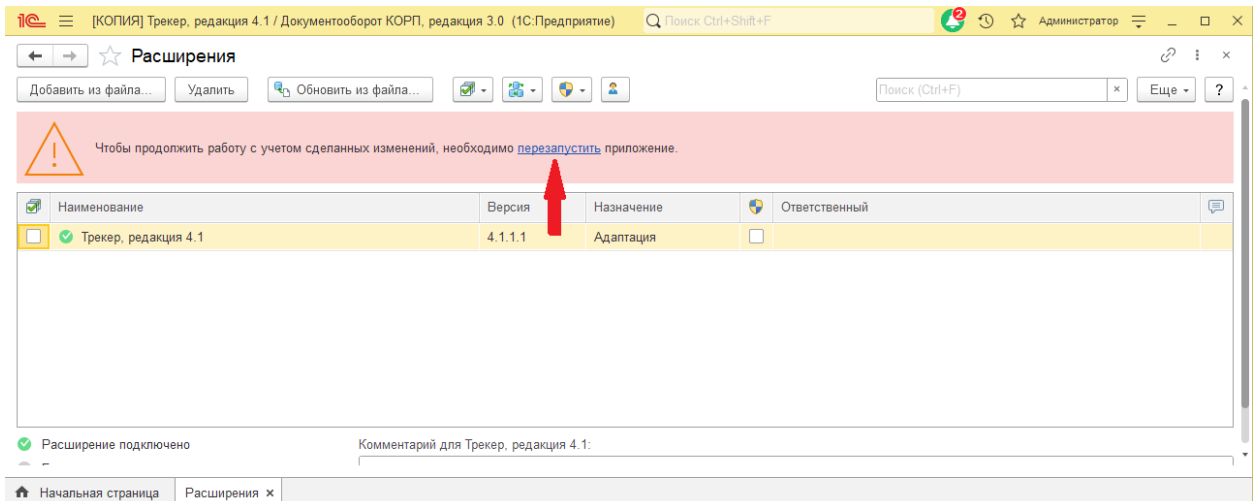 [КОПИЯ] Трекер, редакция 4.1 / Документооборот КОРП, редакция 3.0 (1С:Предприятие) Поиск Ctrl+Shift+F 2 Администратор
Расширения
Добавить из файла... Удалить Обновить из файла... Поиск (Ctrl+F) × Еще ?
Чтобы продолжить работу с учетом сделанных изменений, необходимо перезапустить приложение.
Наименование Версия Назначение Ответственный
Трекер, редакция 4.1 4.1.1.1 Адаптация
Расширение подключено Комментарий для Трекер, редакция 4.1:
Начальная страница Расширения ×